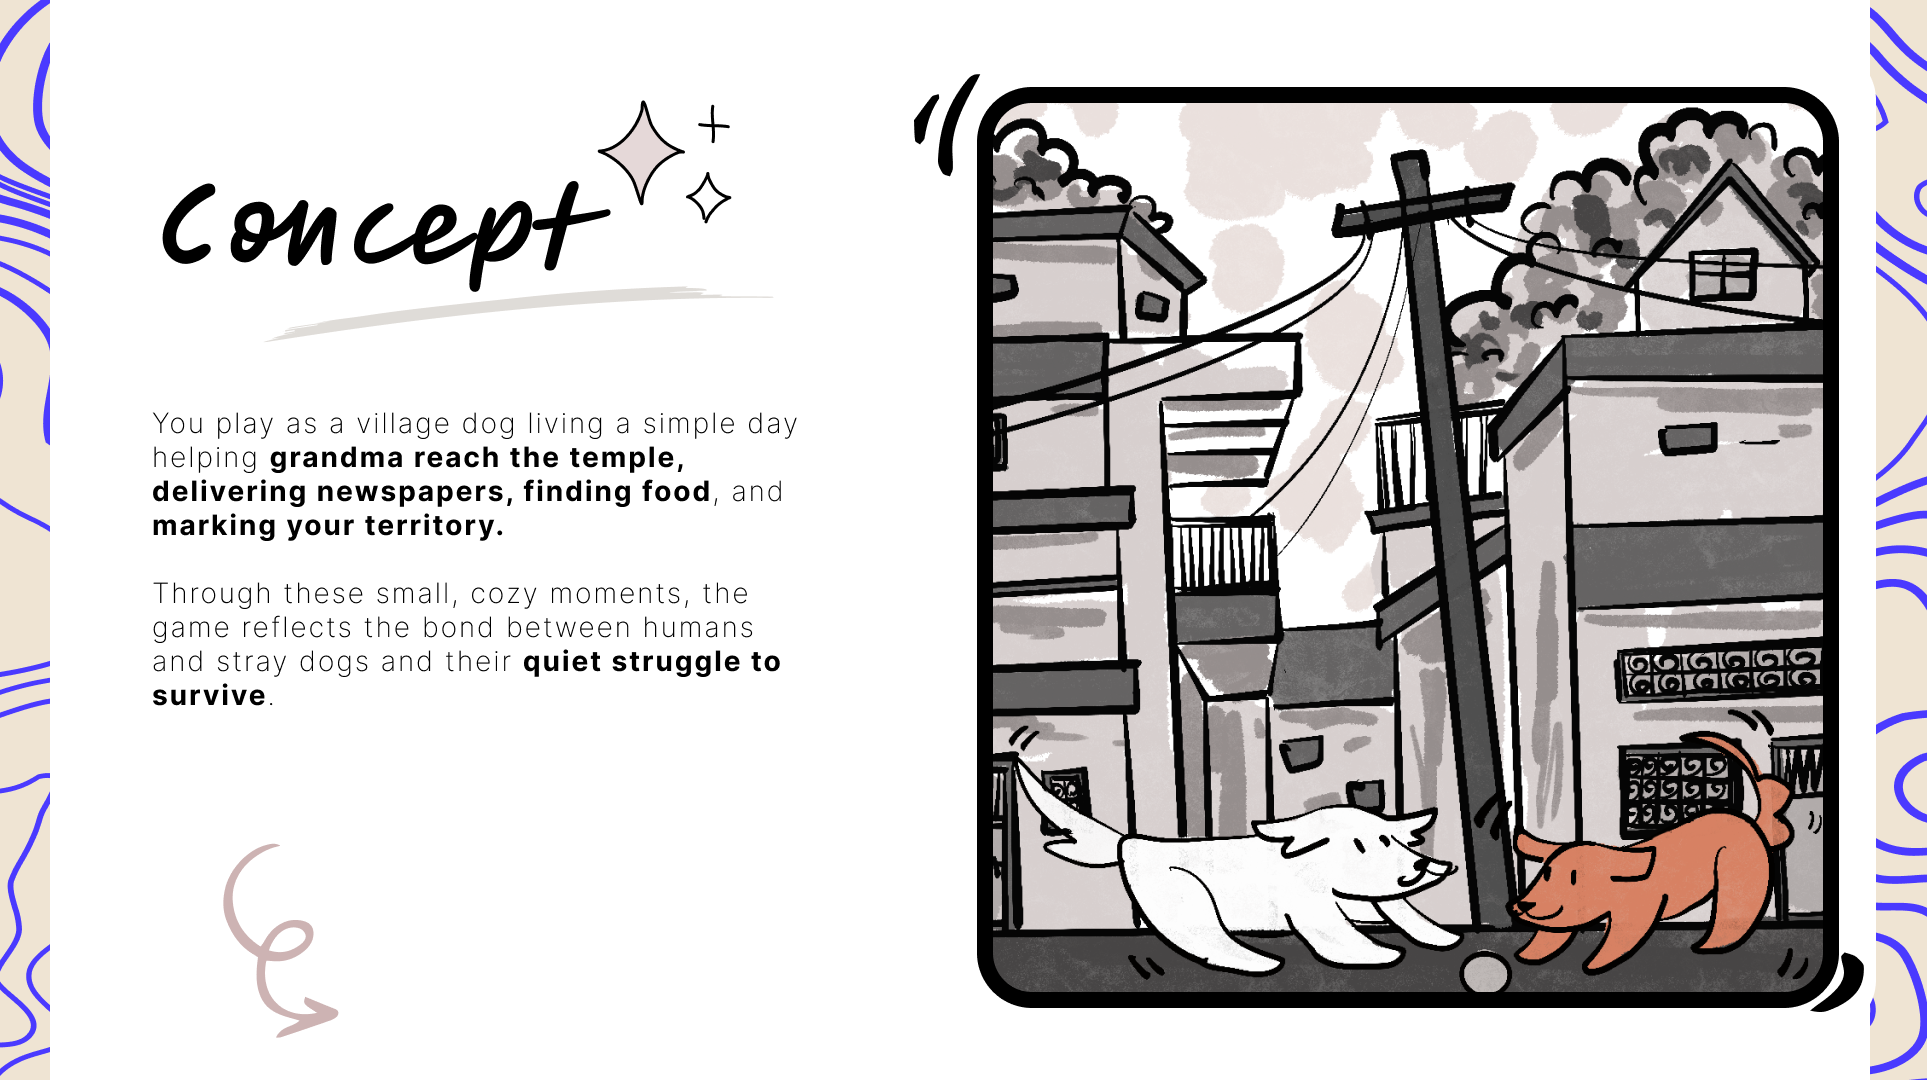 Concept
You play as a village dog living a simple day
helping grandma reach the temple,
delivering newspapers, finding food, and
marking your territory.
Through these small, cozy moments, the
game reflects the bond between humans
and stray dogs and their quiet struggle to
survive.